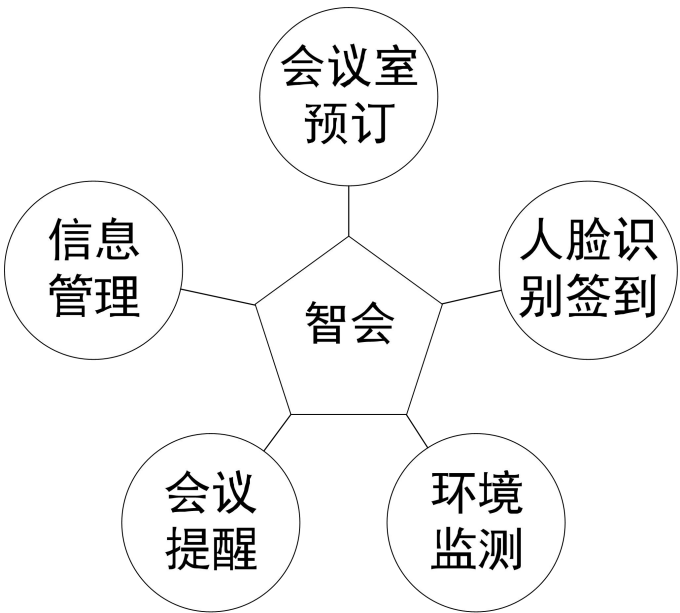 会议室
预订
信息
管理
人脸识
别签到
智会
会议
提醒
环境
监测